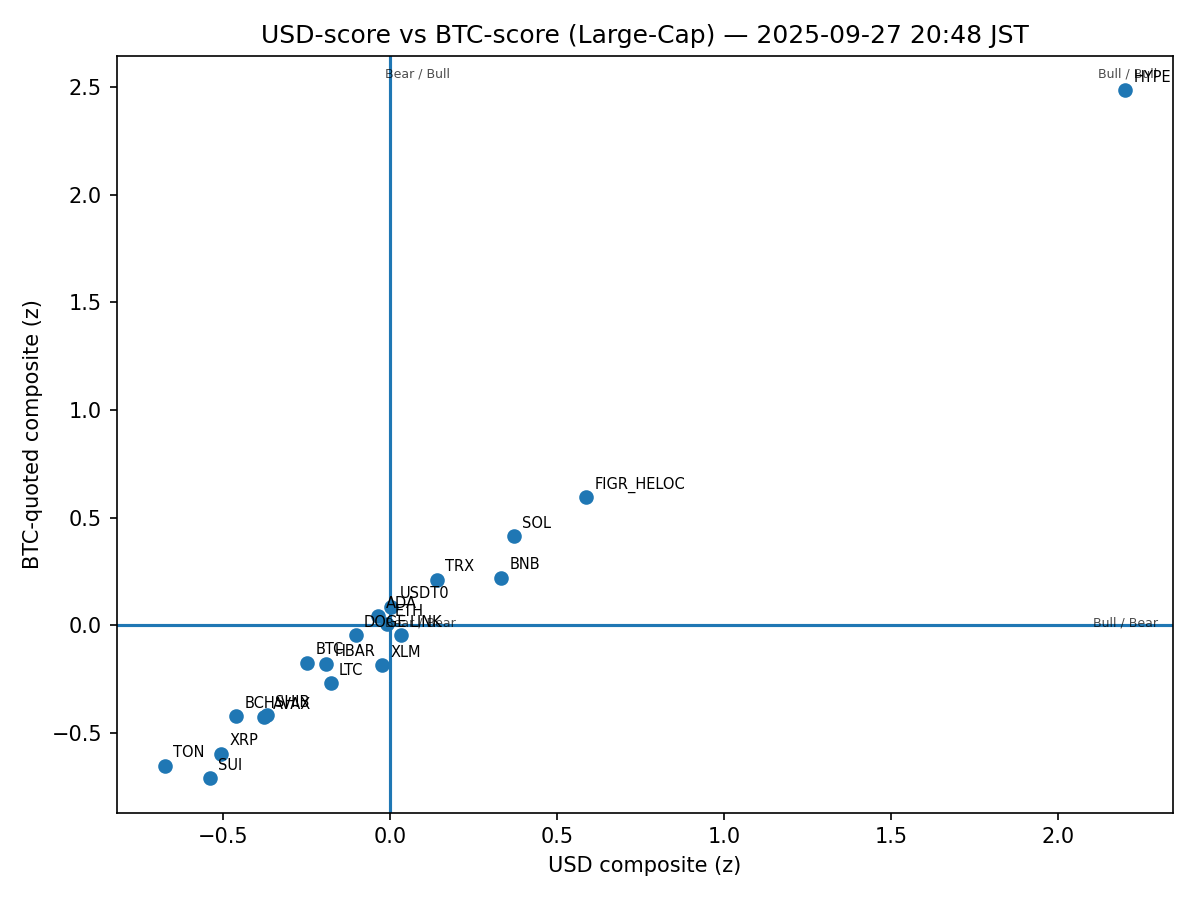 USD-score vs BTC-score (Large-Cap) — 2025-09-27 20:48 JST
Bear / Bull
Bull / Bull
HYPE
2.5
2.0
1.5
1.0
0.5
0.0
−0.5
BTC-quoted composite (z)
FIGR_HELOC
SOL
BNB
TRX
USDT0
ADA
ETH
DOGE
LINK
Bear / Bear
Bull / Bear
BTC
HBAR
XLM
LTC
BCH
SHIB
AVAX
XRP
TON
SUI
−0.5
0.0
0.5
1.0
1.5
2.0
USD composite (z)